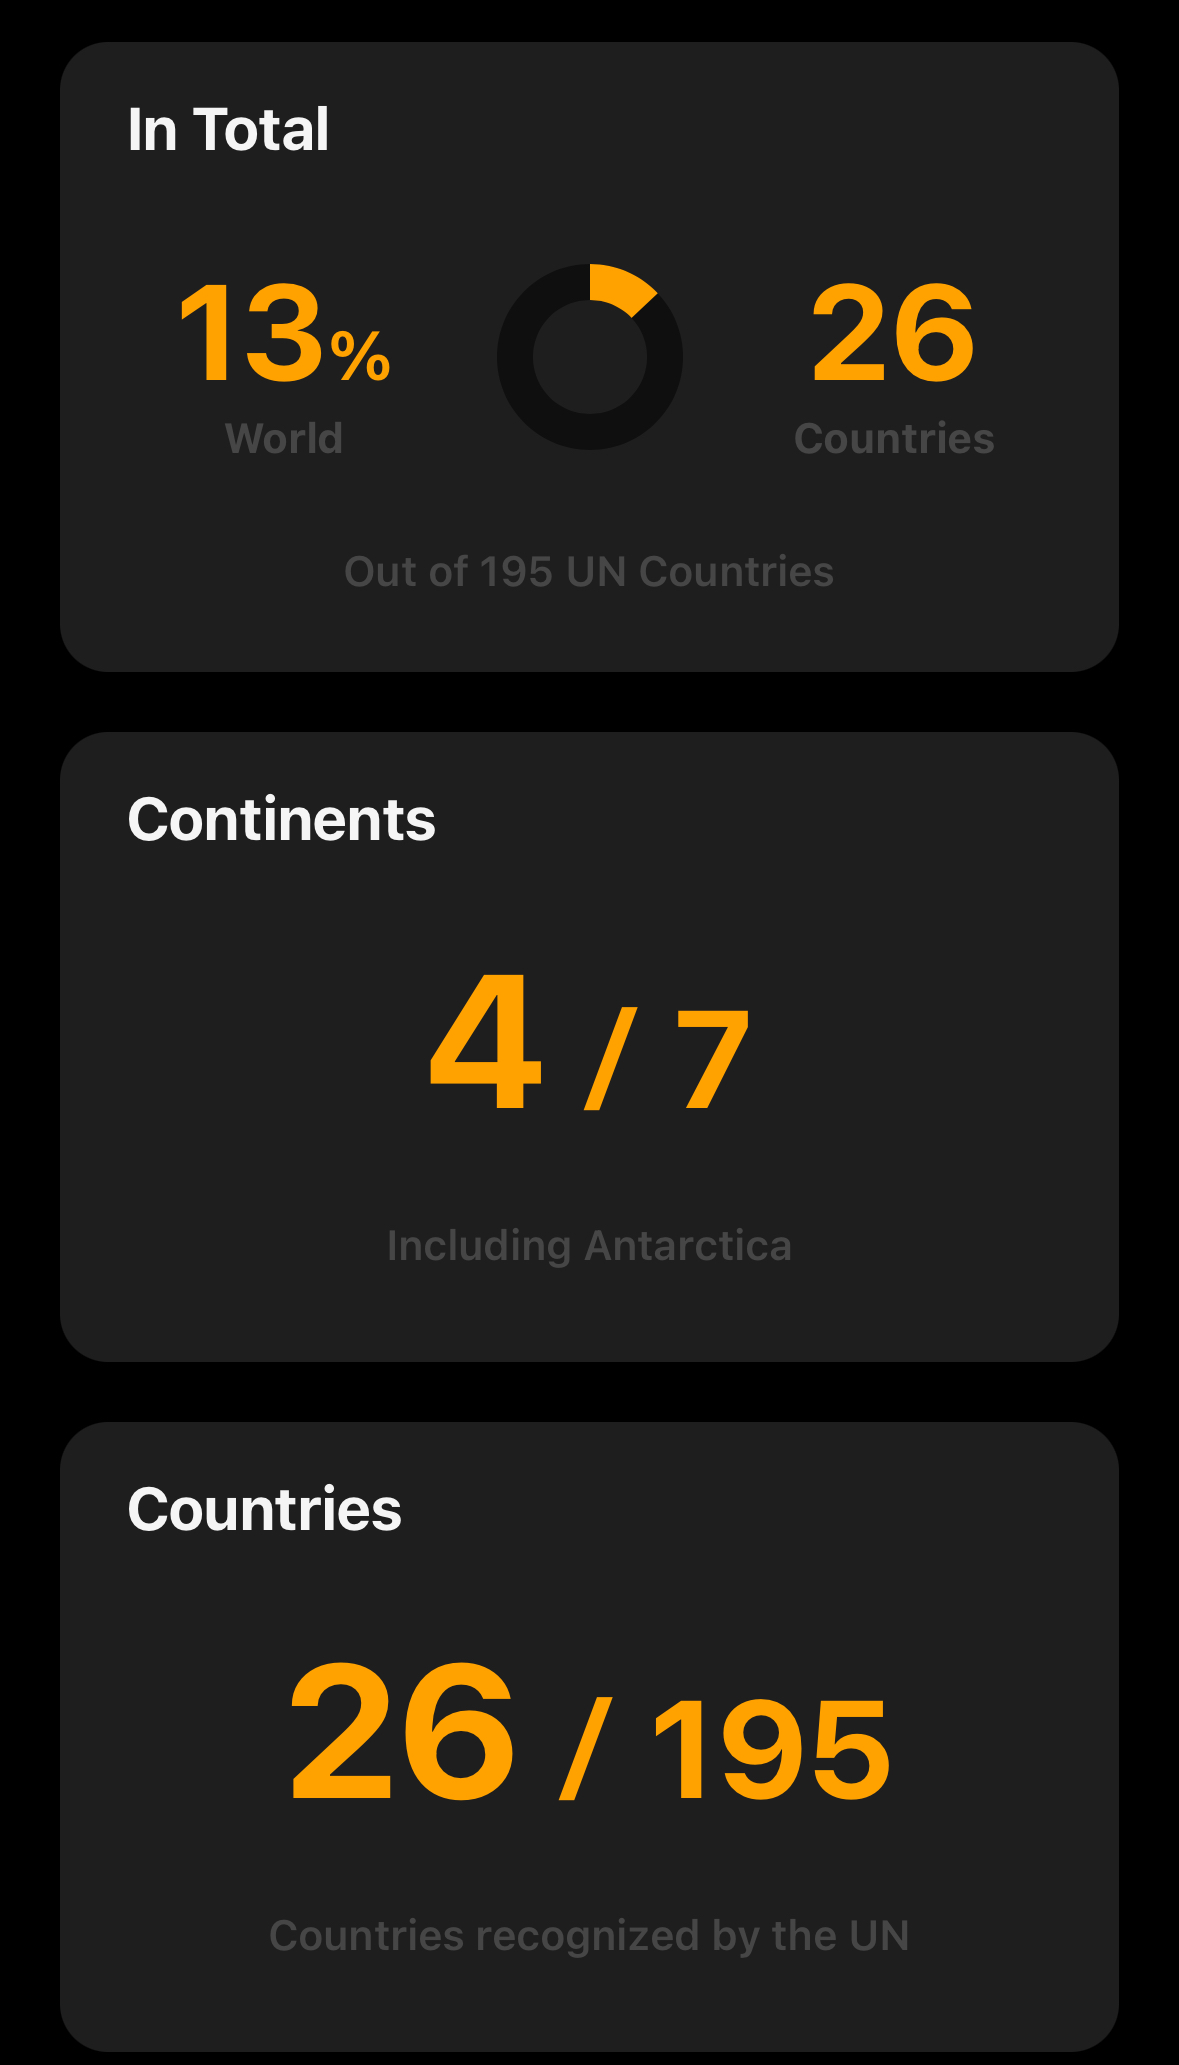 In Total
13% 26
World Countries
Out of 195 UN Countries
Continents
4 / 7
Including Antarctica
Countries
26 / 195
Countries recognized by the UN